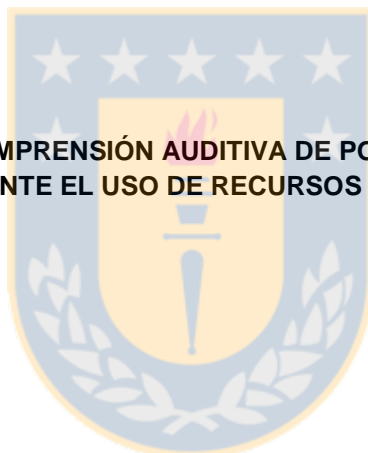 MPRENSIÓN AUDITIVA DE PO
NTE EL USO DE RECURSOS